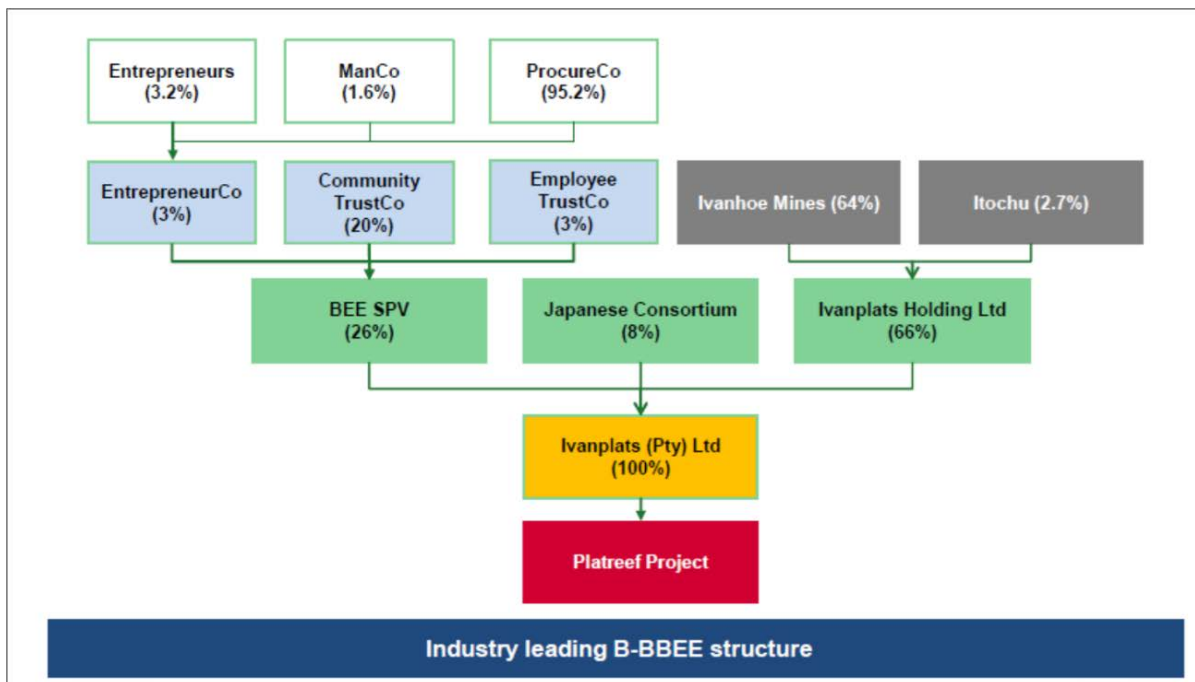 Entrepreneurs
(3.2%)
ManCo
(1.6%)
ProcureCo
(95.2%)
EntrepreneurCo
(3%)
Community
TrustCo
(20%)
Employee
TrustCo
(3%)
Ivanhoe Mines (64%)
Itochu (2.7%)
BEE SPV
(26%)
Japanese Consortium
(8%)
Ivanplats Holding Ltd
(66%)
Ivanplats (Pty) Ltd
(100%)
Platreef Project
Industry leading B-BBEE structure